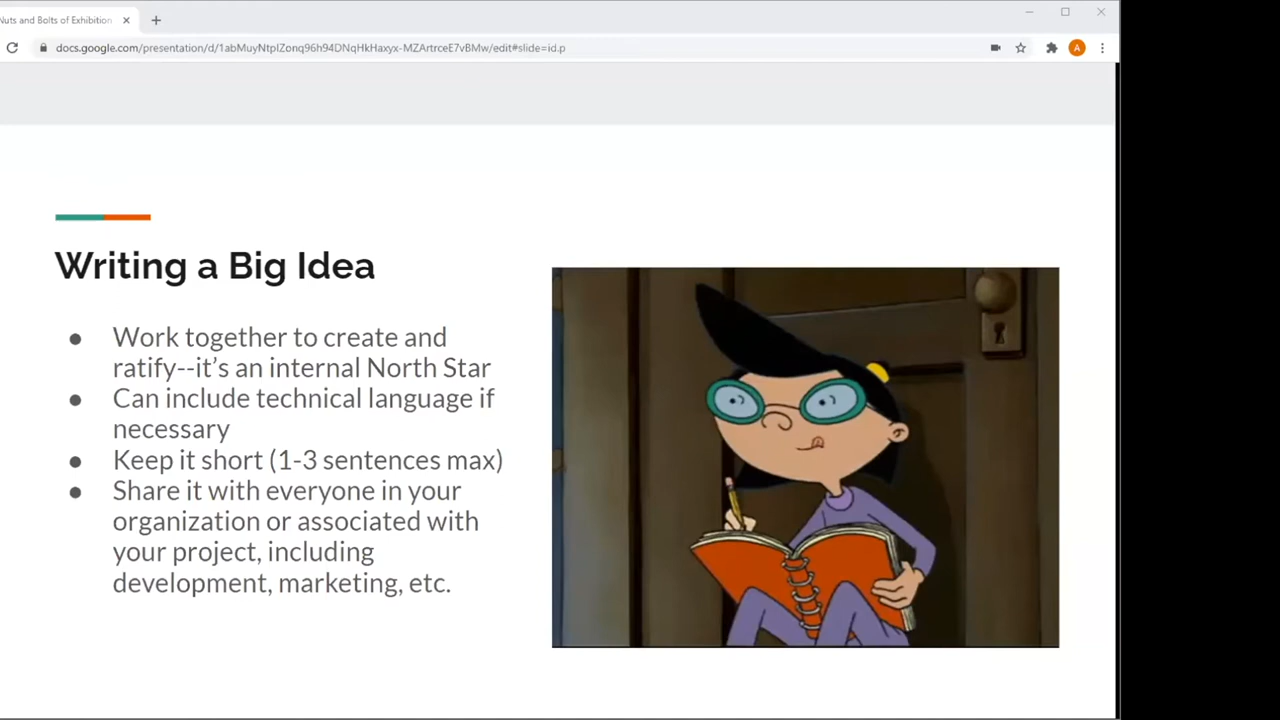 Nuts and Bolts of Exhibition
docs.google.com/presentation/d/1abMuyNtpIZonq96h94DNqHkHaxyx-MZArtrceE7vBMw/edit#slide=id.p
A
Writing a Big Idea
● Work together to create and
ratify--it’s an internal North Star
● Can include technical language if
necessary
● Keep it short (1-3 sentences max)
● Share it with everyone in your
organization or associated with
your project, including
development, marketing, etc.